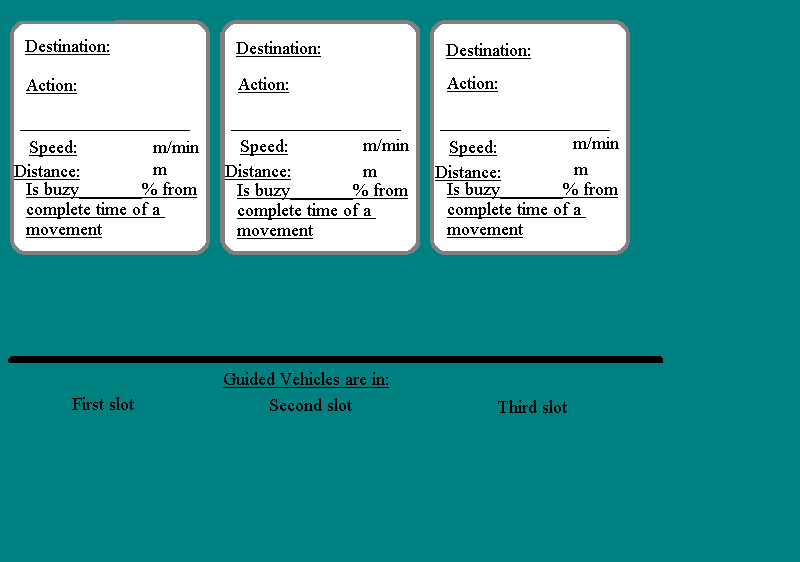 Destination:
Action:
Speed: m/min
Distance: m
Is buzy_______% from
complete time of a
movement
Destination:
Action:
Speed: m/min
Distance: m
Is buzy_______% from
complete time of a
movement
Destination:
Action:
Speed: m/min
Distance: m
Is buzy_______% from
complete time of a
movement
Guided Vehicles are in:
First slot
Second slot
Third slot